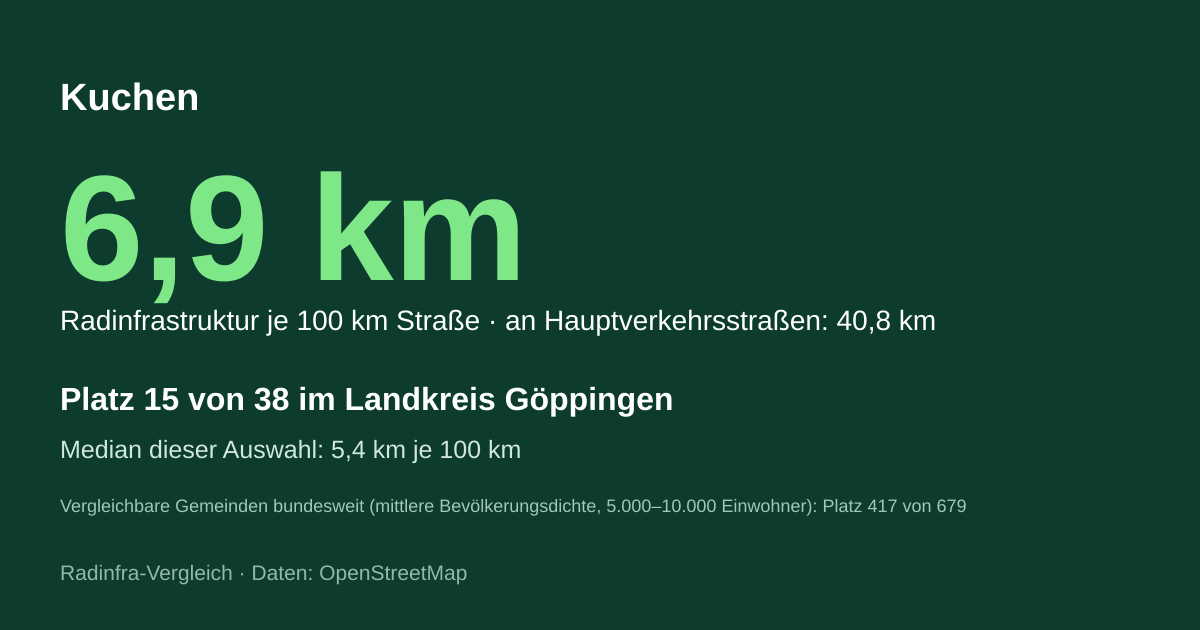 Kuchen
6,9 km
Radinfrastruktur je 100 km Straße · an Hauptverkehrsstraßen: 40,8 km
Platz 15 von 38 im Landkreis Göppingen
Median dieser Auswahl: 5,4 km je 100 km
Vergleichbare Gemeinden bundesweit (mittlere Bevölkerungsdichte, 5.000–10.000 Einwohner): Platz 417 von 679
Radinfra-Vergleich · Daten: OpenStreetMap